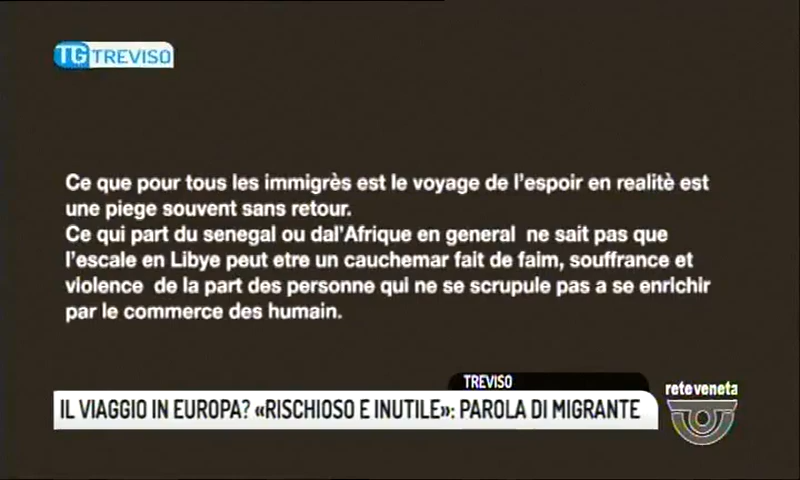 TG TREVISO
Ce que pour tous les immigrès est le voyage de l'espoir en realitè est
une piege souvent sans retour.
Ce qui part du senegal ou dal'Afrique en general ne sait pas que
l'escale en Libye peut etre un cauchemar fait de faim, souffrance et
violence de la part des personne qui ne se scrupule pas a se enrichir
par le commerce des humain.
TREVISO
IL VIAGGIO IN EUROPA? «RISCHIOSO E INUTILE»: PAROLA DI MIGRANTE
reteveneta